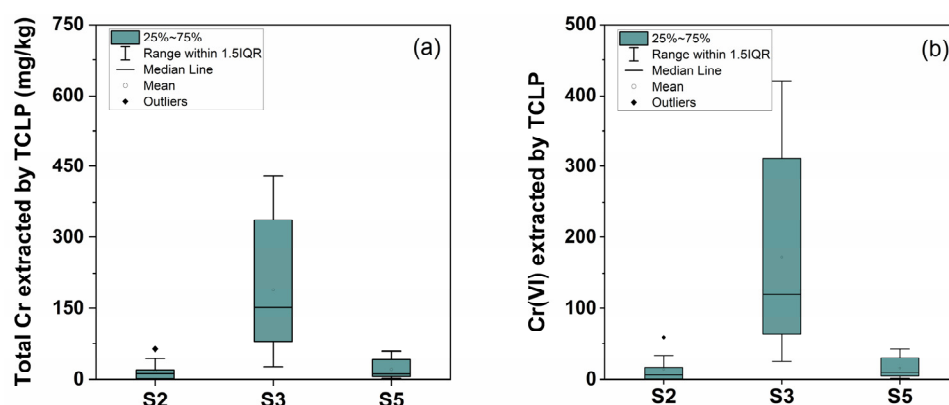 Total Cr extracted by TCLP (mg/kg)
750
600
450
300
150
0
25%~75%
Range within 1.5IQR
Median Line
Mean
Outliers
(a)
S2
S3
S5
Cr(VI) extracted by TCLP
500
400
300
200
100
0
25%~75%
Range within 1.5IQR
Median Line
Mean
Outliers
(b)
S2
S3
S5